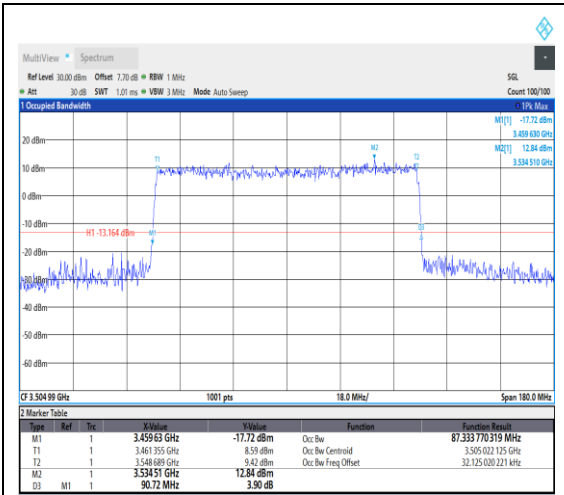 MultiView Spectrum
Ref Level 30.00 dBm Offset 7.70 dB RBW 1 MHz SGL
Att 30 dB SWT 1.01 ms VBW 3 MHz Mode Auto Sweep Count 100/100
1 Occupied Bandwidth 1Pk Max
M1[1] -17.72 dBm
3.459 630 GHz
M2[1] 12.84 dBm
3.534 510 GHz
20 dBm
M2
T1
T2
10 dBm
0 dBm
-10 dBm
H1 -13.164 dBm
M1
D3
-20 dBm
-30 dBm
-40 dBm
-50 dBm
-60 dBm
CF 3.504 99 GHz 1001 pts 18.0 MHz/ Span 180.0 MHz
2 Marker Table
Type Ref Trc X-Value Y-Value Function Function Result
M1 1 3.459 63 GHz -17.72 dBm Occ Bw 87.333 770 319 MHz
T1 1 3.461 355 GHz 8.59 dBm Occ Bw Centroid 3.505 022 125 GHz
T2 1 3.548 689 GHz 9.42 dBm Occ Bw Freq Offset 32.125 020 221 kHz
M2 1 3.534 51 GHz 12.84 dBm
D3 M1 1 90.72 MHz 3.90 dB